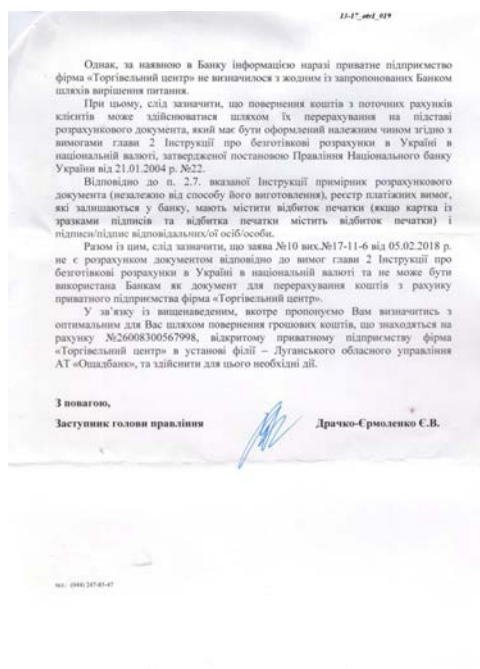 Однак, за наявною в Банку інформацією наразі приватне підприємство
фірма «Торгівельний центр» не визначилося з жодним із запропонованих Банком
шляхів вирішення питання.
При цьому, слід зазначити, що повернення коштів з поточних рахунків
клієнтів може здійснюватися шляхом їх перерахування на підставі
розрахункового документа, який має бути оформлений належним чином згідно з
вимогами глави 2 Інструкції про безготівкові розрахунки в Україні в
національній валюті, затвердженої постановою Правління Національного банку
України від 21.01.2004 р. №22.
Відповідно до п. 2.7. вказаної Інструкції примірник розрахункового
документа (незалежно від способу його виготовлення), реєстр платіжних вимог,
які залишаються у банку, мають містити відбиток печатки (якщо картка із
зразками підписів та відбитка печатки містить відбиток печатки) і
підписи/підпис відповідальних/ої осіб/особи.
Разом із цим, слід зазначити, що заява №10 вих.№17-11-6 від 05.02.2018 р.
не є розрахунком документом відповідно до вимог глави 2 Інструкції про
безготівкові розрахунки в Україні в національній валюті та не може бути
використана Банкам як документ для перерахування коштів з рахунку
приватного підприємства фірма «Торгівельний центр».
У зв'язку із вищенаведеним, вкотре пропонуємо Вам визначитись з
оптимальним для Вас шляхом повернення грошових коштів, що знаходяться на
рахунку №26008300567998, відкритому приватному підприємству фірма
«Торгівельний центр» в установі філії – Луганського обласного управління
АТ «Ощадбанк», та здійснити для цього необхідні дії.
З повагою,
Заступник голови правління Драчко-Єрмоленко Є.В.
тел.: (044) 247-85-47